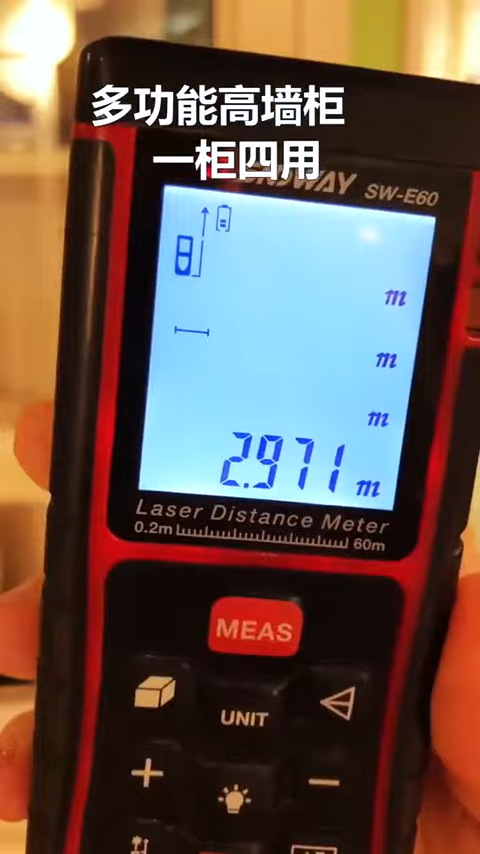 多功能高墙柜
一柜四用
SW-E60
m
m
m
2.971 m
Laser Distance Meter
0.2m 60m
MEAS
UNIT
+
−